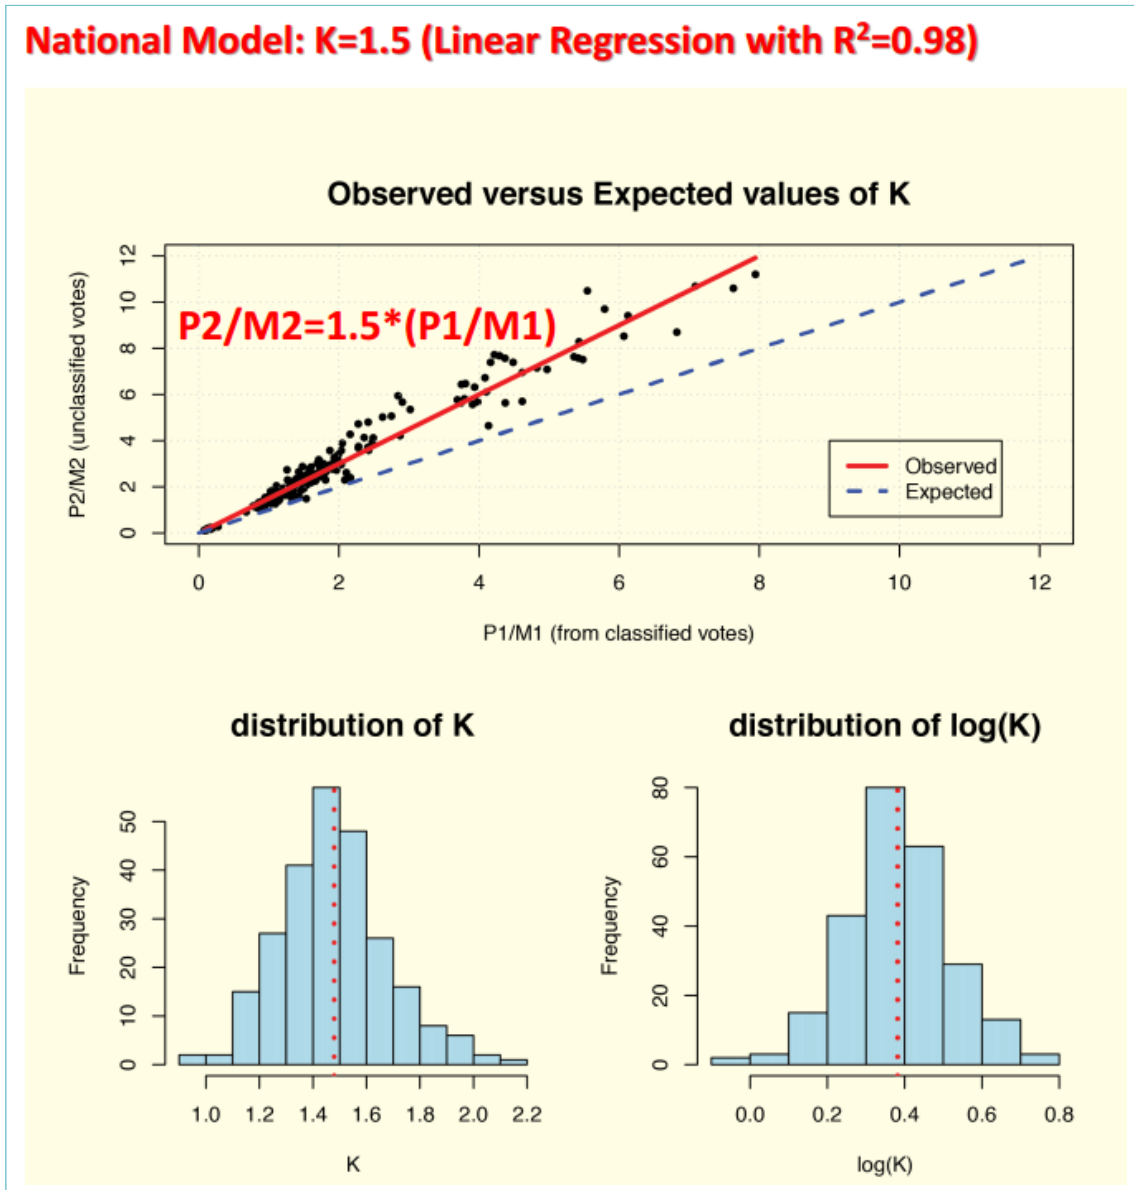 National Model: K=1.5 (Linear Regression with R²=0.98)
Observed versus Expected values of K
P2/M2 (unclassified votes)
12
10
8
6
4
2
0
P2/M2=1.5*(P1/M1)
Observed
Expected
0 2 4 6 8 10 12
P1/M1 (from classified votes)
distribution of K
Frequency
50
40
30
20
10
0
1.0 1.2 1.4 1.6 1.8 2.0 2.2
K
distribution of log(K)
Frequency
80
60
40
20
0
0.0 0.2 0.4 0.6 0.8
log(K)